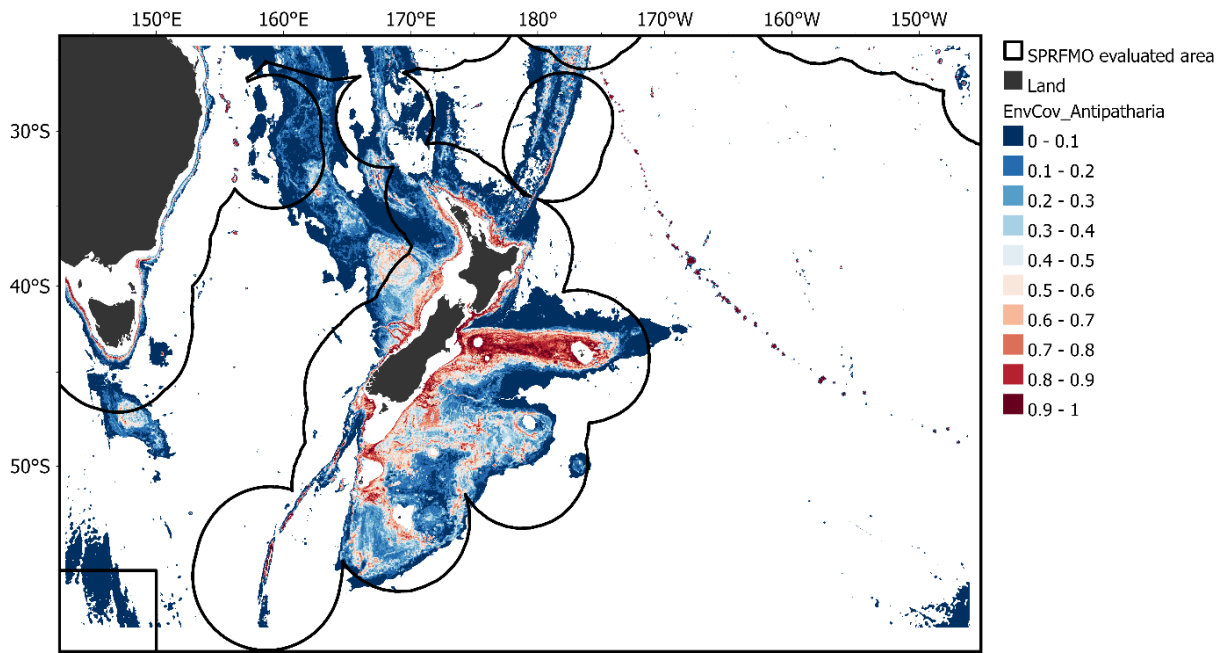 150°E 160°E 170°E 180° 170°W 160°W 150°W
30°S
40°S
50°S
SPRFMO evaluated area
Land
EnvCov_Antipatharia
0 - 0.1
0.1 - 0.2
0.2 - 0.3
0.3 - 0.4
0.4 - 0.5
0.5 - 0.6
0.6 - 0.7
0.7 - 0.8
0.8 - 0.9
0.9 - 1